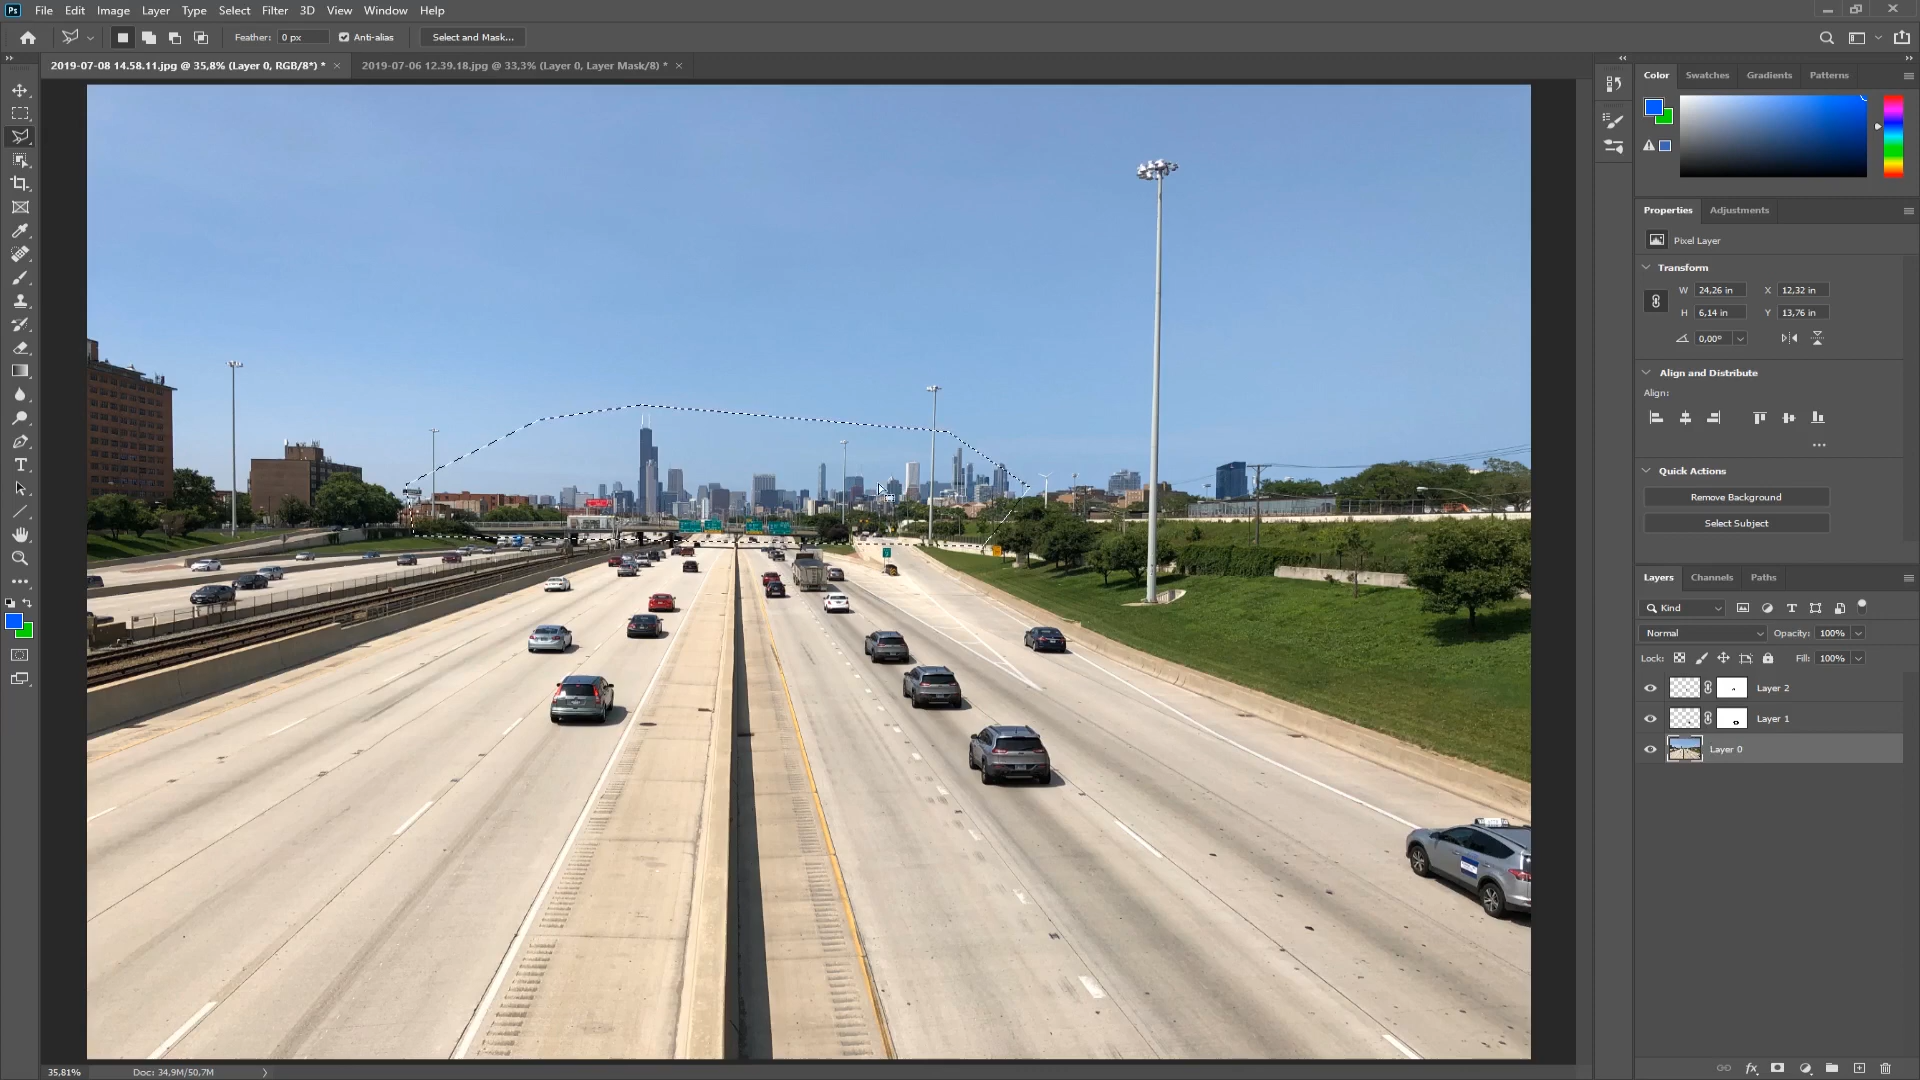 Ps File Edit Image Layer Type Select Filter 3D View Window Help
Feather: 0 px Anti-alias Select and Mask...
2019-07-08 14.58.11.jpg @ 35,8% (Layer 0, RGB/8*) * × 2019-07-06 12.39.18.jpg @ 33,3% (Layer 0, Layer Mask/8) * ×
Color Swatches Gradients Patterns
Properties Adjustments
Pixel Layer
Transform
W 24,26 in X 12,32 in
H 6,14 in Y 13,76 in
0,00°
Align and Distribute
Align:
Quick Actions
Remove Background
Select Subject
Layers Channels Paths
Kind
Normal Opacity: 100%
Lock: Fill: 100%
Layer 2
Layer 1
Layer 0
35,81% Doc: 34,9M/50,7M